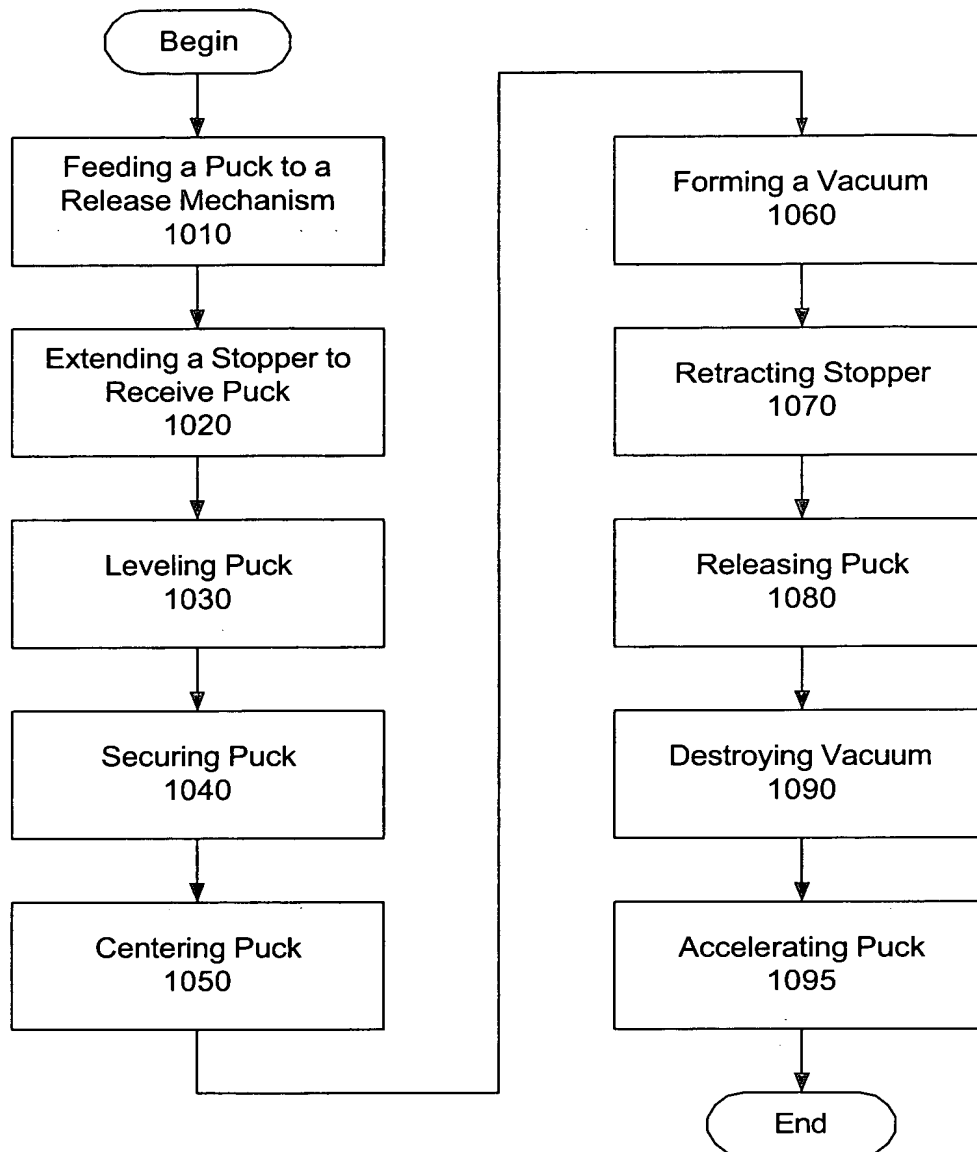 Begin
Feeding a Puck to a
Release Mechanism
1010
Extending a Stopper to
Receive Puck
1020
Leveling Puck
1030
Securing Puck
1040
Centering Puck
1050
Forming a Vacuum
1060
Retracting Stopper
1070
Releasing Puck
1080
Destroying Vacuum
1090
Accelerating Puck
1095
End